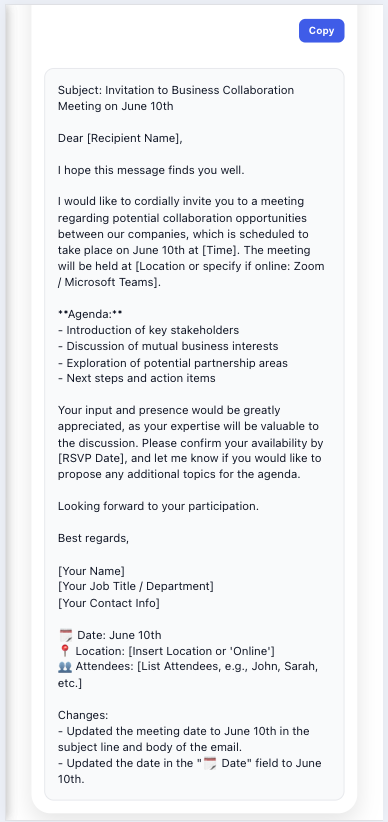 Copy
Subject: Invitation to Business Collaboration
Meeting on June 10th
Dear [Recipient Name],
I hope this message finds you well.
I would like to cordially invite you to a meeting
regarding potential collaboration opportunities
between our companies, which is scheduled to
take place on June 10th at [Time]. The meeting
will be held at [Location or specify if online: Zoom
/ Microsoft Teams].
**Agenda:**
- Introduction of key stakeholders
- Discussion of mutual business interests
- Exploration of potential partnership areas
- Next steps and action items
Your input and presence would be greatly
appreciated, as your expertise will be valuable to
the discussion. Please confirm your availability by
[RSVP Date], and let me know if you would like to
propose any additional topics for the agenda.
Looking forward to your participation.
Best regards,
[Your Name]
[Your Job Title / Department]
[Your Contact Info]
🗓️ Date: June 10th
📍 Location: [Insert Location or 'Online']
👥 Attendees: [List Attendees, e.g., John, Sarah,
etc.]
Changes:
- Updated the meeting date to June 10th in the
subject line and body of the email.
- Updated the date in the "🗓️ Date" field to June
10th.